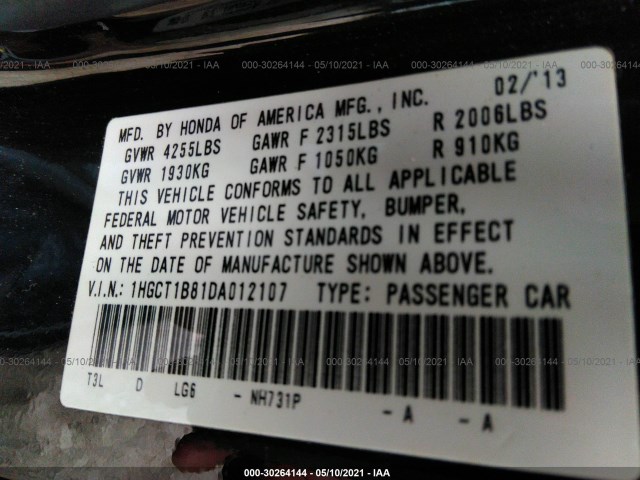 000-30264144 - 05/10/2021 - IAA
02/'13
MFD. BY HONDA OF AMERICA MFG., INC.
GVWR 4255LBS GAWR F 2315LBS R 2006LBS
GVWR 1930KG GAWR F 1050KG R 910KG
THIS VEHICLE CONFORMS TO ALL APPLICABLE
FEDERAL MOTOR VEHICLE SAFETY, BUMPER,
AND THEFT PREVENTION STANDARDS IN EFFECT
ON THE DATE OF MANUFACTURE SHOWN ABOVE.
V.I.N.: 1HGCT1B81DA012107 TYPE: PASSENGER CAR
T3L D LG6 - NH731P - A - A
000-30264144 - 05/10/2021 - IAA